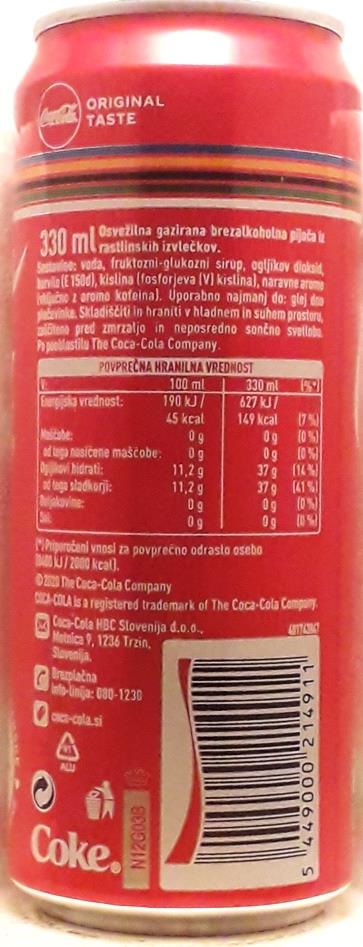 Coca-Cola
ORIGINAL
TASTE
330 ml Osvežilna gazirana brezalkoholna pijača iz
rastlinskih izvlečkov.
Sestavine: voda, fruktozni-glukozni sirup, ogljikov dioksid,
barvilo (E 150d), kislina (fosforjeva (V) kislina), naravne arome
(vključno z aromo kofeina). Uporabno najmanj do: glej dno
pločevinke. Skladiščiti in hraniti v hladnem in suhem prostoru,
zaščiteno pred zmrzaljo in neposredno sončno svetlobo.
Po pooblastilu The Coca-Cola Company.
POVPREČNA HRANILNA VREDNOST
V: 100 ml 330 ml (%*)
Energijska vrednost: 190 kJ / 627 kJ /
45 kcal 149 kcal (7 %)
Maščobe: 0 g 0 g (0 %)
od tega nasičene maščobe: 0 g 0 g (0 %)
Ogljikovi hidrati: 11,2 g 37 g (14 %)
od tega sladkorji: 11,2 g 37 g (41 %)
Beljakovine: 0 g 0 g (0 %)
Sol: 0 g 0 g (0 %)
(*) Priporočeni vnosi za povprečno odraslo osebo
(8400 kJ / 2000 kcal).
© 2020 The Coca-Cola Company
COCA-COLA is a registered trademark of The Coca-Cola Company.
Coca-Cola HBC Slovenija d.o.o.,
Motnica 9, 1236 Trzin,
Slovenija.
Brezplačna
info-linija: 080-1230
coca-cola.si
41
ALU
Coke®
N12G03B
5 449000 214911